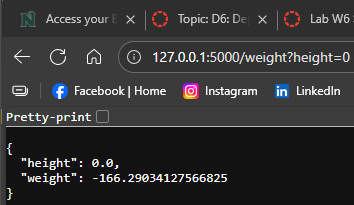 Access your E
Topic: D6: Dep
Lab W6
127.0.0.1:5000/weight?height=0
Facebook | Home
Instagram
LinkedIn
Pretty-print
{
"height": 0.0,
"weight": -166.29034127566825
}